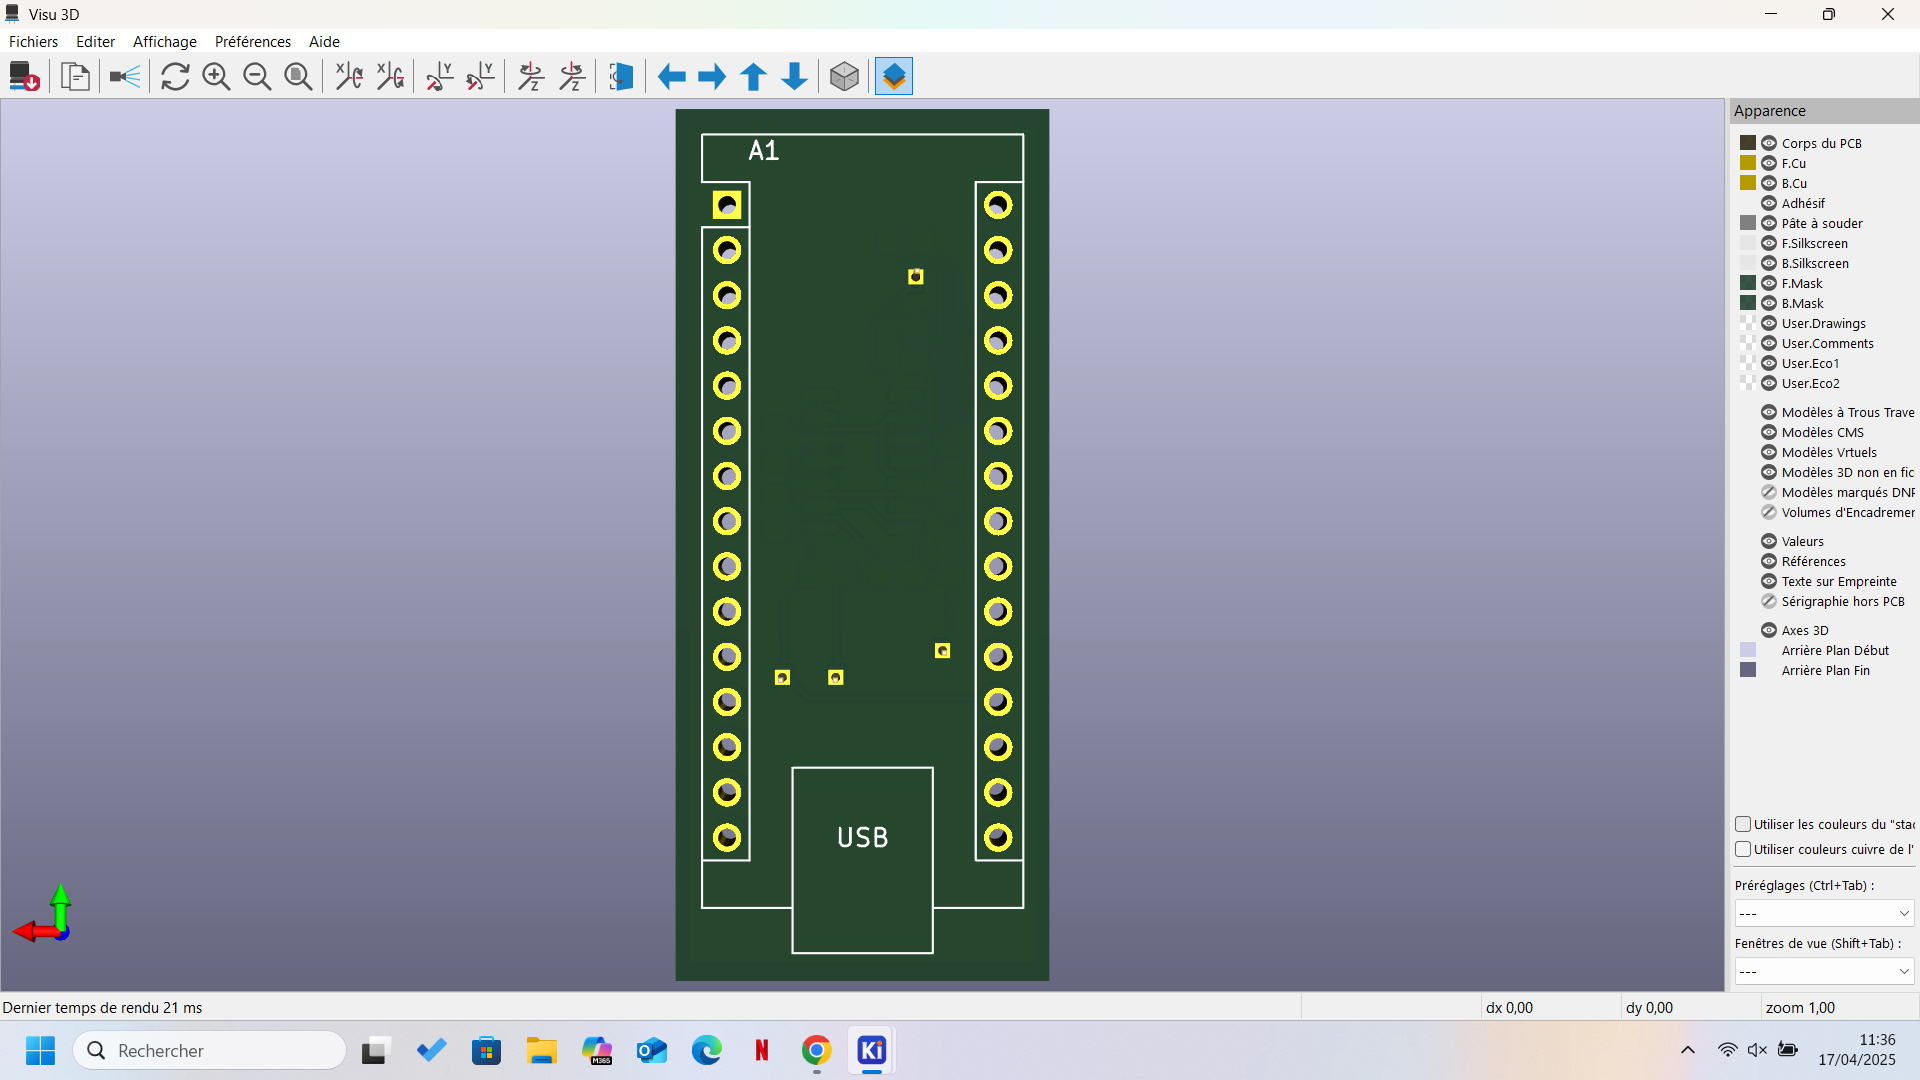 Visu 3D
Fichiers Editer Affichage Préférences Aide
Apparence
Corps du PCB
F.Cu
B.Cu
Adhésif
Pâte à souder
F.Silkscreen
B.Silkscreen
F.Mask
B.Mask
User.Drawings
User.Comments
User.Eco1
User.Eco2
Modèles à Trous Trave
Modèles CMS
Modèles Vrtuels
Modèles 3D non en fic
Modèles marqués DNP
Volumes d'Encadremer
Valeurs
Références
Texte sur Empreinte
Sérigraphie hors PCB
Axes 3D
Arrière Plan Début
Arrière Plan Fin
Utiliser les couleurs du "stac
Utiliser couleurs cuivre de l'
Préréglages (Ctrl+Tab) :
---
Fenêtres de vue (Shift+Tab) :
---
A1
USB
Dernier temps de rendu 21 ms
dx 0,00
dy 0,00
zoom 1,00
Rechercher
M365
N
Ki
11:36
17/04/2025